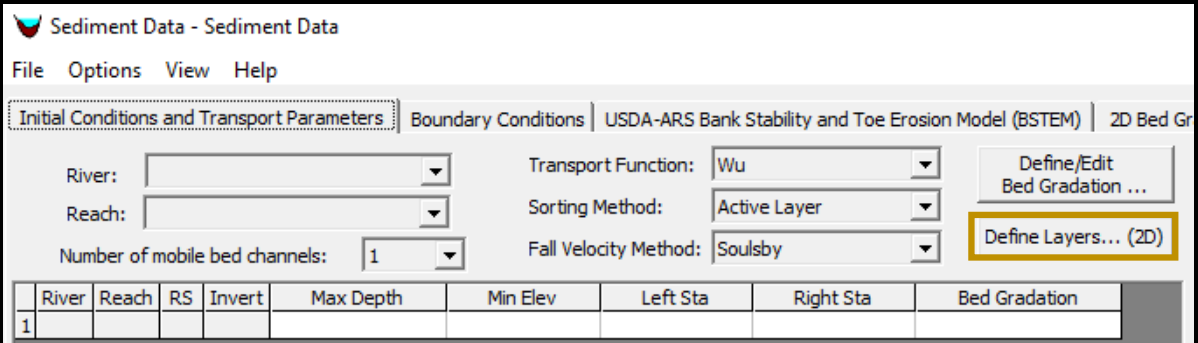 Sediment Data - Sediment Data
File Options View Help
Initial Conditions and Transport Parameters Boundary Conditions USDA-ARS Bank Stability and Toe Erosion Model (BSTEM) 2D Bed Gr
River:
Reach:
Number of mobile bed channels: 1
Transport Function: Wu
Sorting Method: Active Layer
Fall Velocity Method: Soulsby
Define/Edit
Bed Gradation ...
Define Layers... (2D)
River Reach RS Invert Max Depth Min Elev Left Sta Right Sta Bed Gradation
1